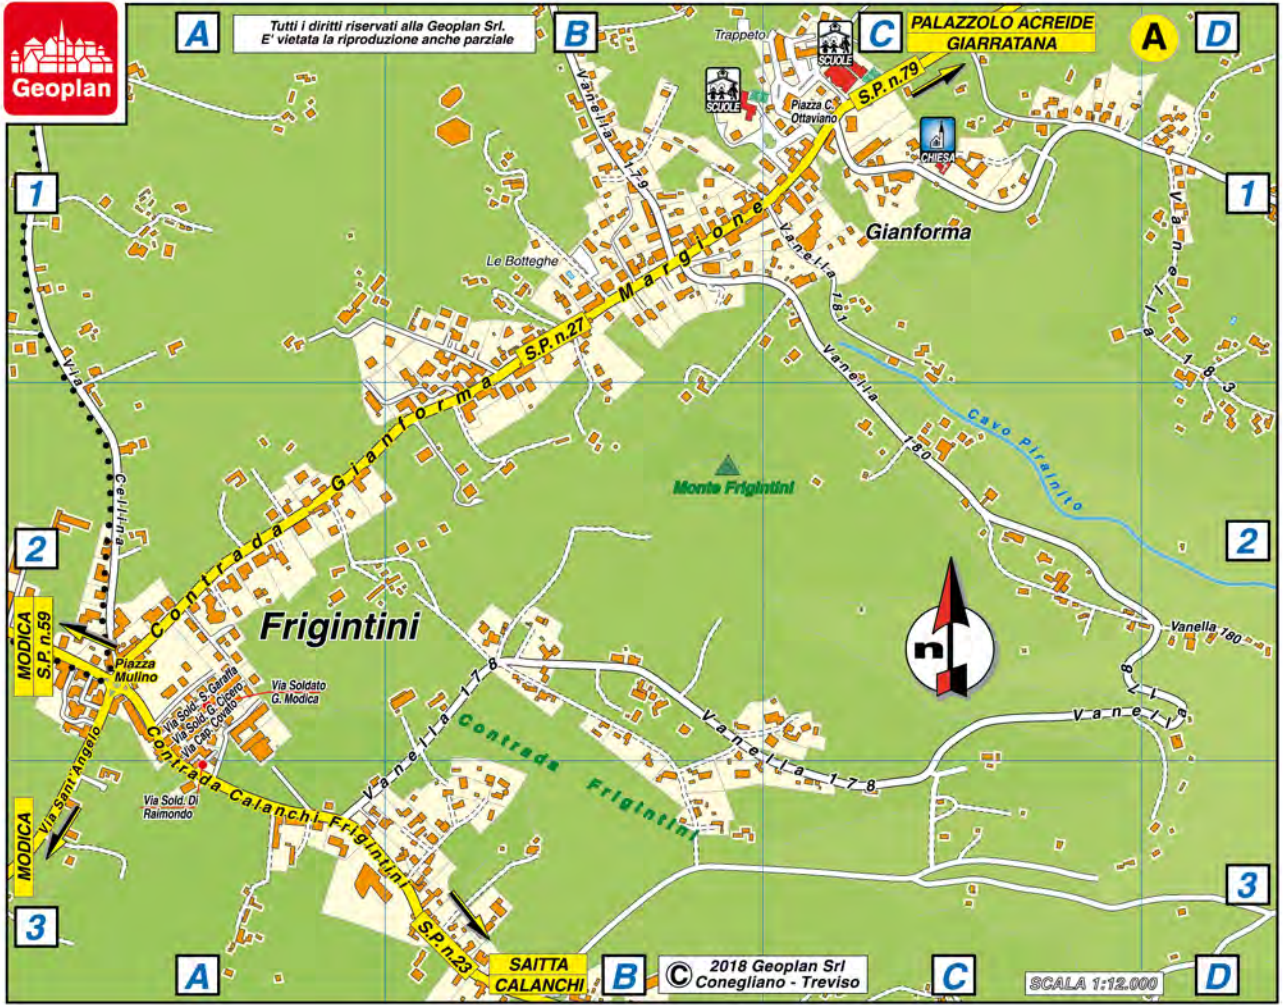 Geoplan
A
Tutti i diritti riservati alla Geoplan Srl.
E' vietata la riproduzione anche parziale
B
Trappeto
SCUOLE
C
PALAZZOLO ACREIDE
GIARRATANA
A
D
SCUOLE
S.P. n.79
Piazza C.
Ottaviano
CHIESA
Vanella 179
1
1
Gianforma
Vanella 181
Vanella 183
Le Botteghe
Margione
S.P. n.27
Via Cellina
Vanella 180
Contrada Gianforma
Cavo Pirainito
Monte Frigintini
2
2
MODICA
S.P. n.59
Frigintini
n
Vanella 180
Piazza
Mulino
Via Sold. S. Garaffa
Via Sold. G. Cicero
Via Cap. Covato
Via Soldato
G. Modica
Vanella 178
Vanella 178
Vanella 178
Contrada Frigintini
Via Sant'Angelo
Contrada Calanchi Frigintini
Via Sold. Di
Raimondo
MODICA
3
3
S.P. n.23
A
SAITTA
CALANCHI
B
© 2018 Geoplan Srl
Conegliano - Treviso
C
SCALA 1:12.000
D